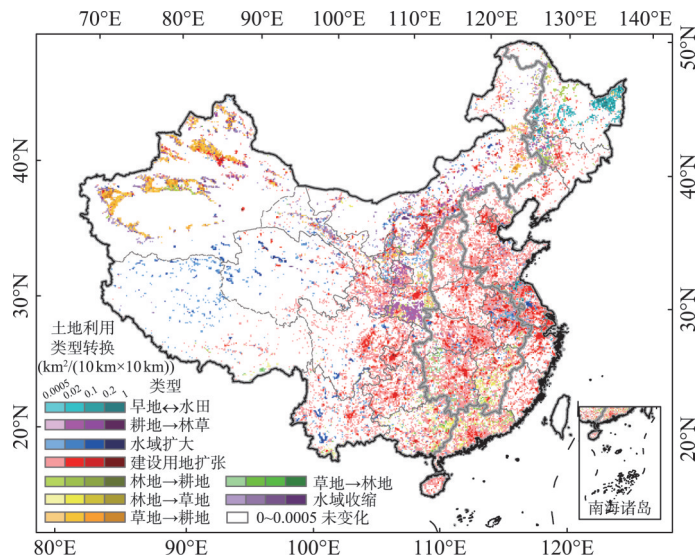 80°E 90°E 100°E 110°E 120°E 130°E 140°E
50°N
40°N
40°N
30°N
30°N
20°N
20°N
土地利用
类型转换
(km²/(10 km×10 km))
0.0005 0.02 0.1 0.2 1
类型
旱地↔水田
耕地→林草
水域扩大
建设用地扩张
林地→耕地
林地→草地
草地→耕地
草地→林地
水域收缩
0~0.0005 未变化
南海诸岛
80°E 90°E 100°E 110°E 120°E